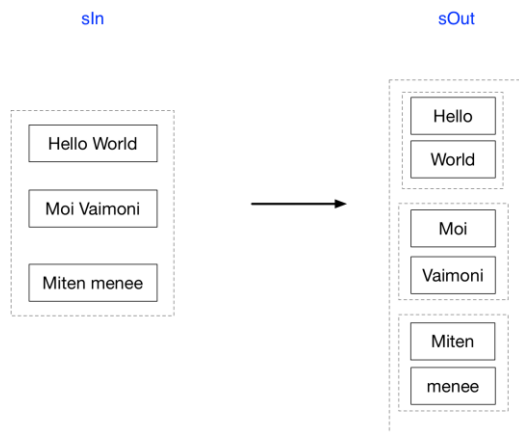 sIn
sOut
Hello World
Moi Vaimoni
Miten menee
Hello
World
Moi
Vaimoni
Miten
menee